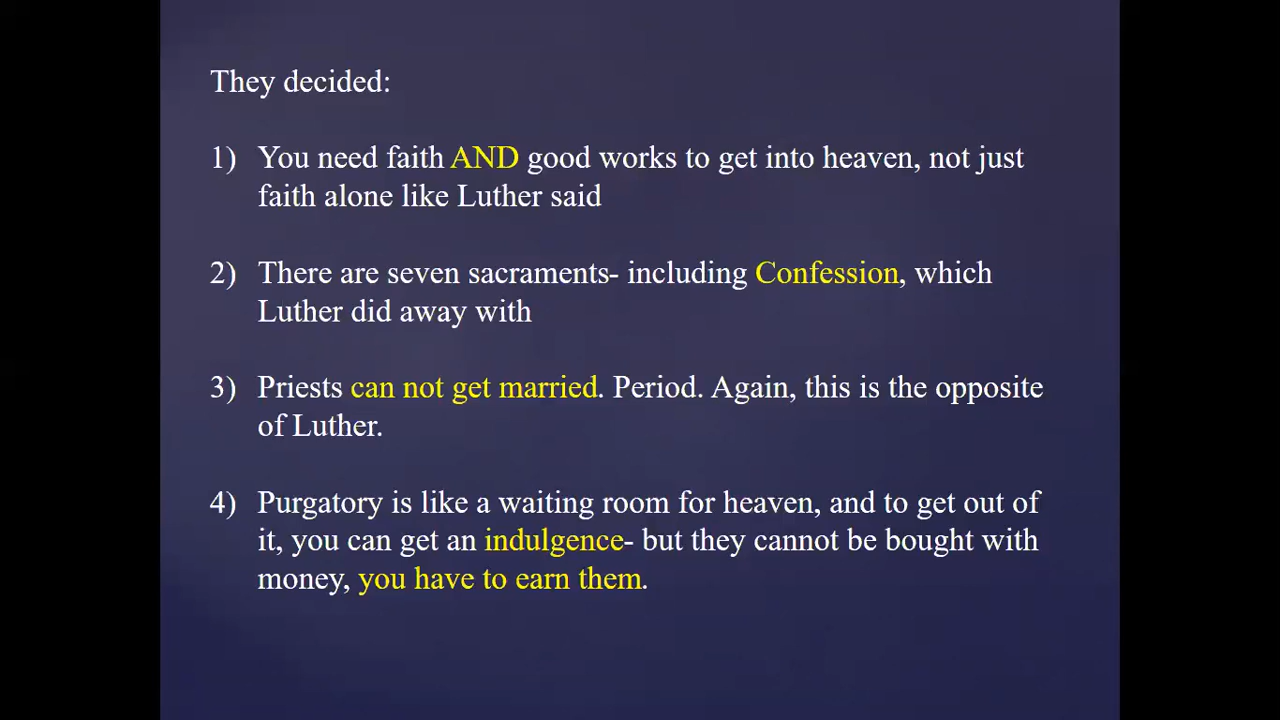 They decided:
1) You need faith AND good works to get into heaven, not just
faith alone like Luther said
2) There are seven sacraments- including Confession, which
Luther did away with
3) Priests can not get married. Period. Again, this is the opposite
of Luther.
4) Purgatory is like a waiting room for heaven, and to get out of
it, you can get an indulgence- but they cannot be bought with
money, you have to earn them.